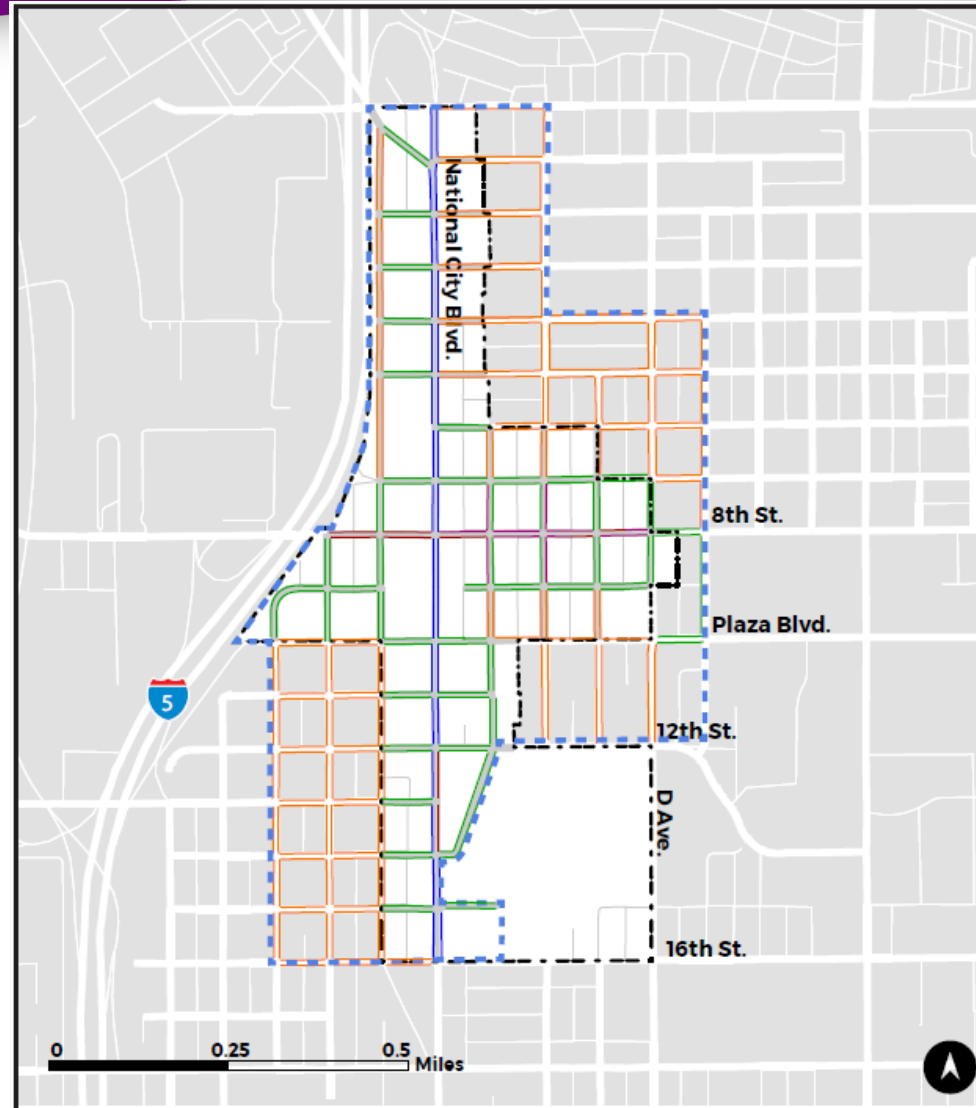 National City Blvd.
8th St.
Plaza Blvd.
5
12th St.
D Ave.
16th St.
0 0.25 0.5
Miles